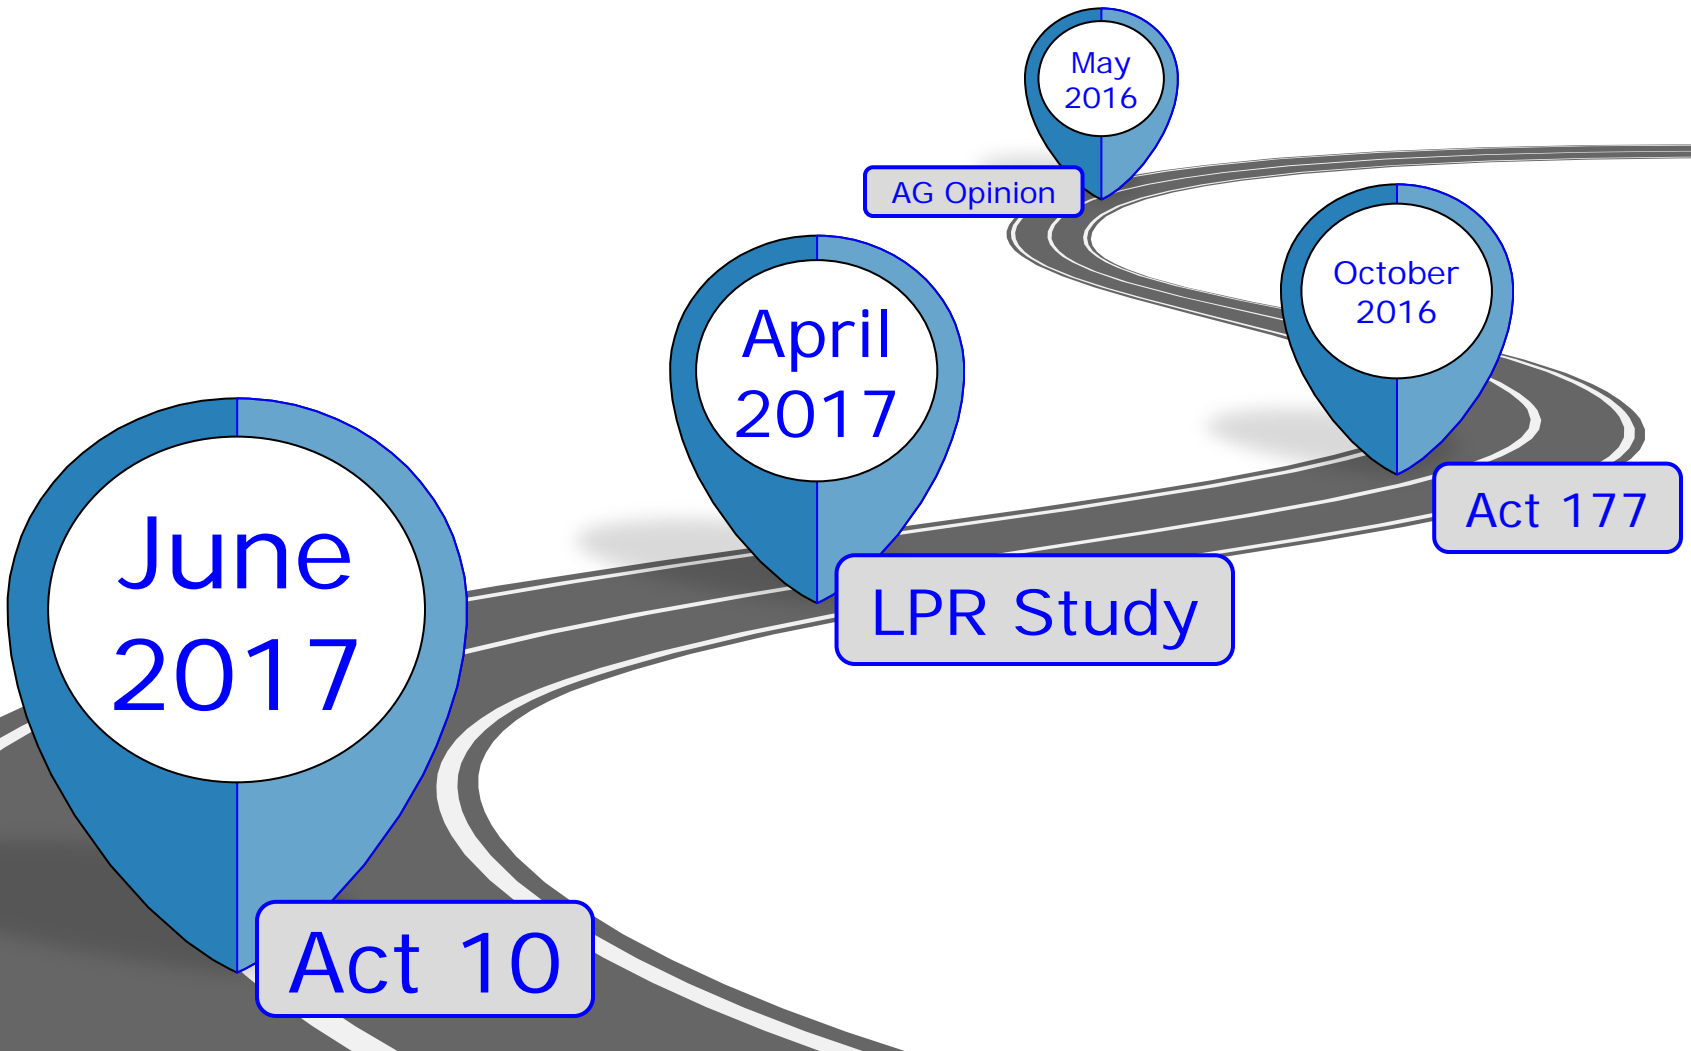 May
2016
AG Opinion
October
2016
Act 177
April
2017
LPR Study
June
2017
Act 10